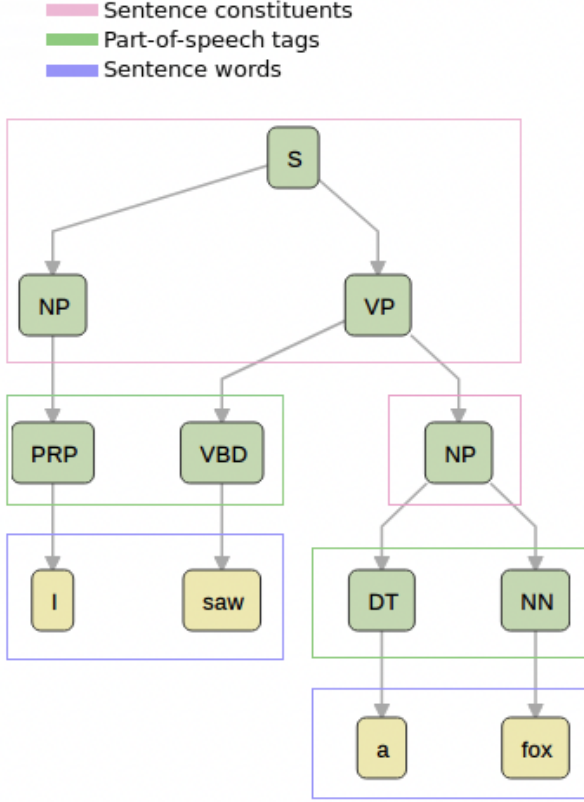 Sentence constituents
Part-of-speech tags
Sentence words
S
NP VP
PRP VBD NP
I saw DT NN
a fox